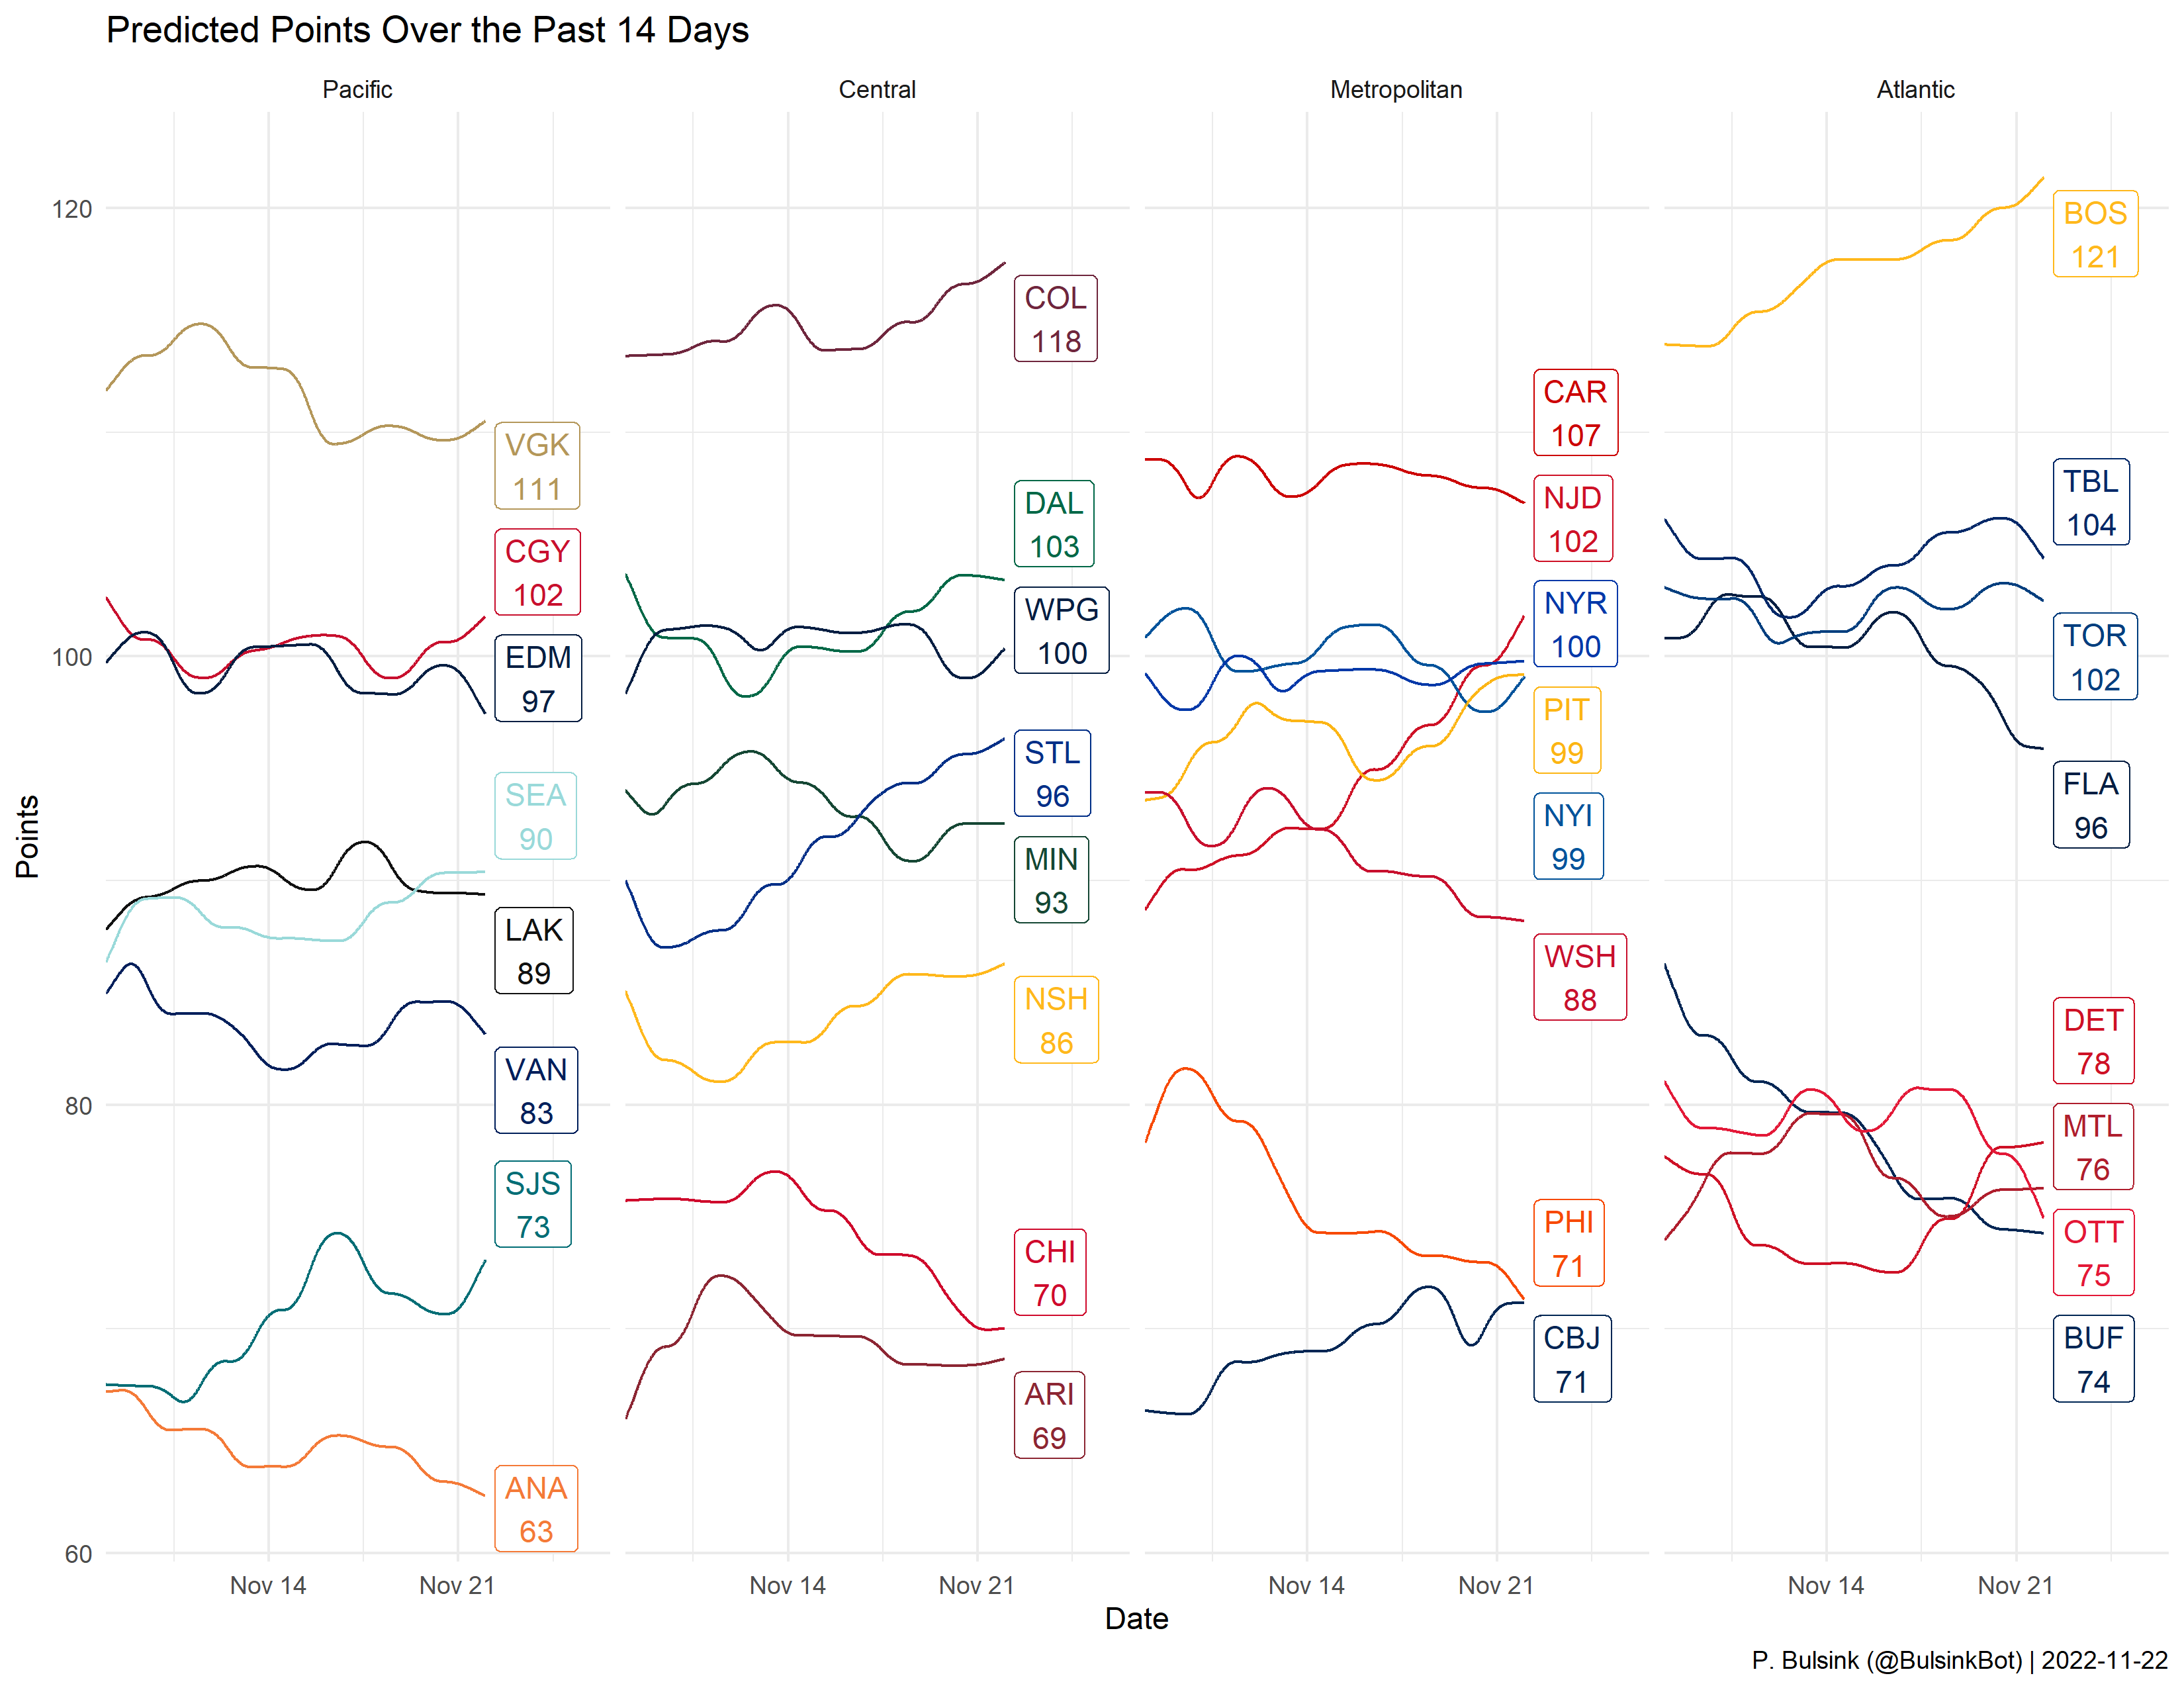 Predicted Points Over the Past 14 Days
Pacific
Central
Metropolitan
Atlantic
Points
120
100
80
60
VGK
111
CGY
102
EDM
97
SEA
90
LAK
89
VAN
83
SJS
73
ANA
63
COL
118
DAL
103
WPG
100
STL
96
MIN
93
NSH
86
CHI
70
ARI
69
CAR
107
NJD
102
NYR
100
PIT
99
NYI
99
WSH
88
PHI
71
CBJ
71
BOS
121
TBL
104
TOR
102
FLA
96
DET
78
MTL
76
OTT
75
BUF
74
Nov 14
Nov 21
Nov 14
Nov 21
Nov 14
Nov 21
Nov 14
Nov 21
Date
P. Bulsink (@BulsinkBot) | 2022-11-22